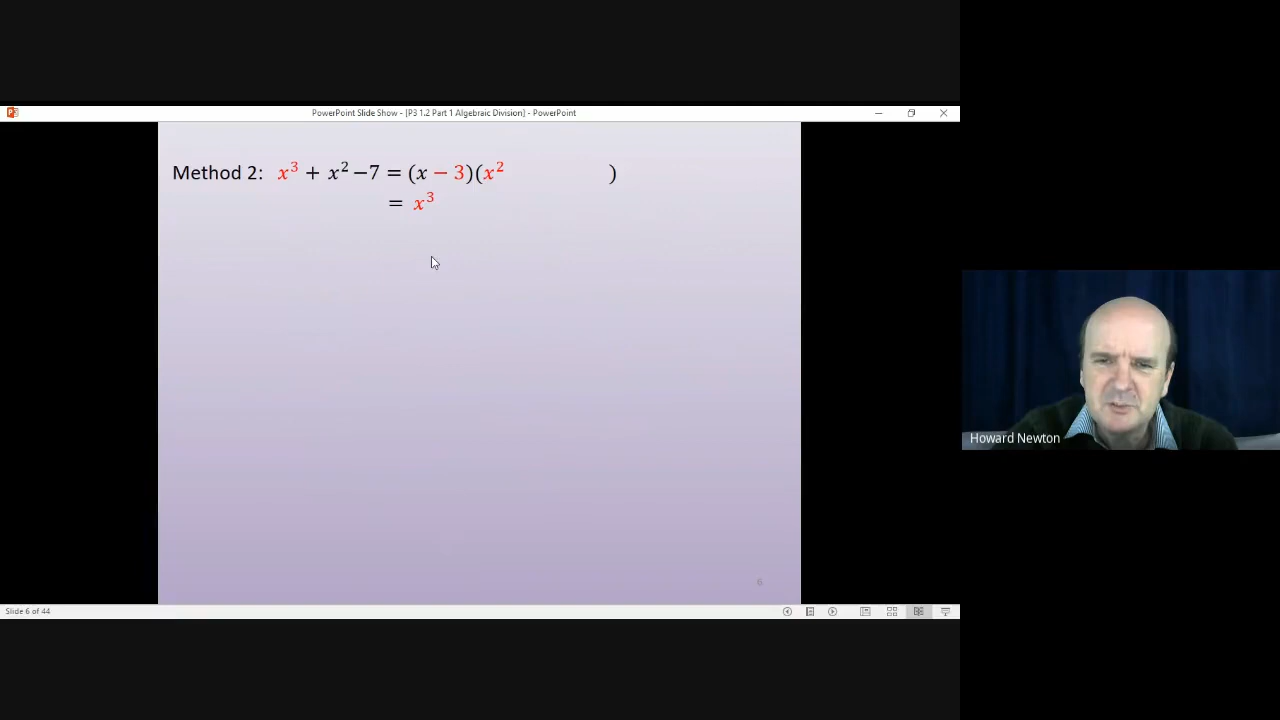 PowerPoint Slide Show - [P3 1.2 Part 1 Algebraic Division] - PowerPoint
Method 2: x³ + x² − 7 = (x − 3)(x² )
= x³
Howard Newton
6
Slide 6 of 44